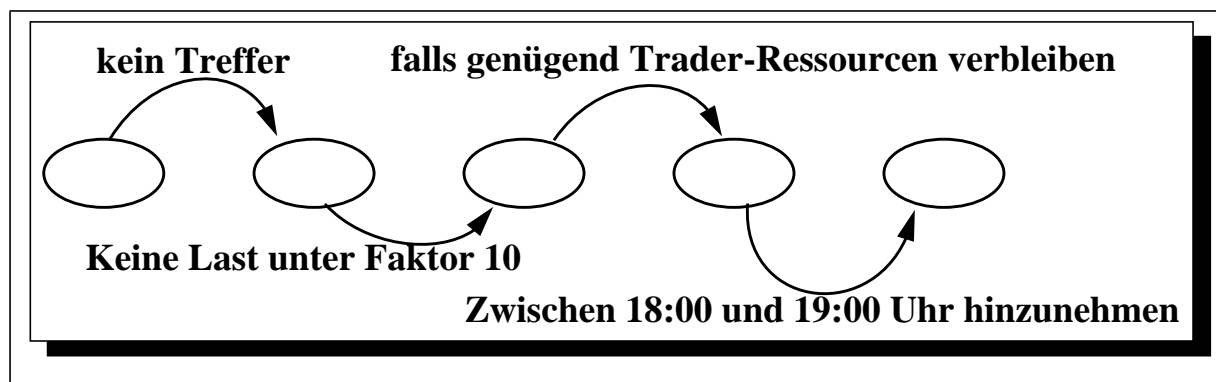 kein Treffer
falls genügend Trader-Ressourcen verbleiben
Keine Last unter Faktor 10
Zwischen 18:00 und 19:00 Uhr hinzunehmen